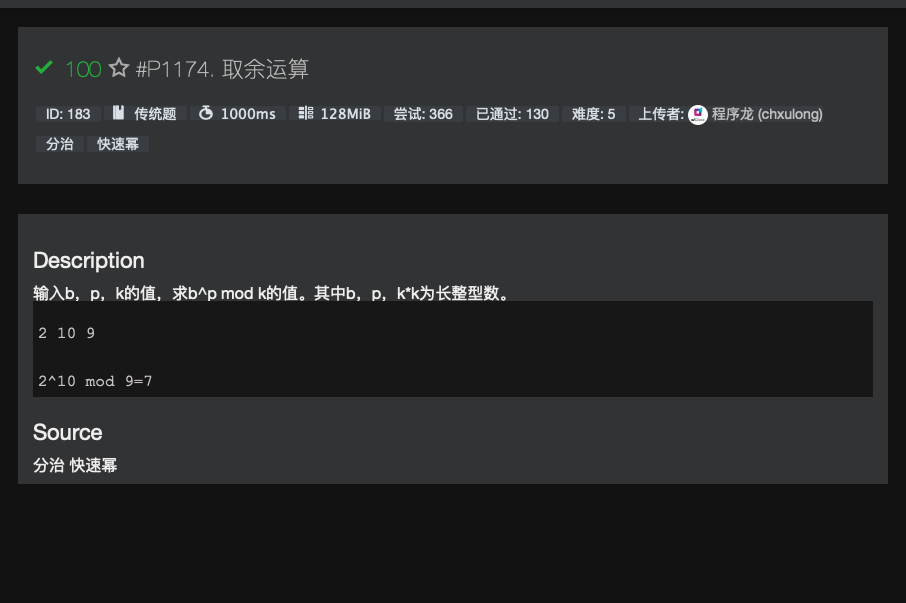 100 #P1174. 取余运算
ID: 183 传统题 1000ms 128MiB 尝试: 366 已通过: 130 难度: 5 上传者: 程序龙 (chxulong)
分治 快速幂
Description
输入b，p，k的值，求b^p mod k的值。其中b，p，k*k为长整型数。
2 10 9
2^10 mod 9=7
Source
分治 快速幂